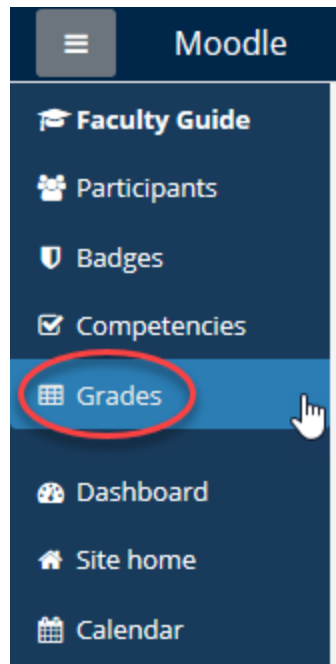 Moodle
Faculty Guide
Participants
Badges
Competencies
Grades
Dashboard
Site home
Calendar